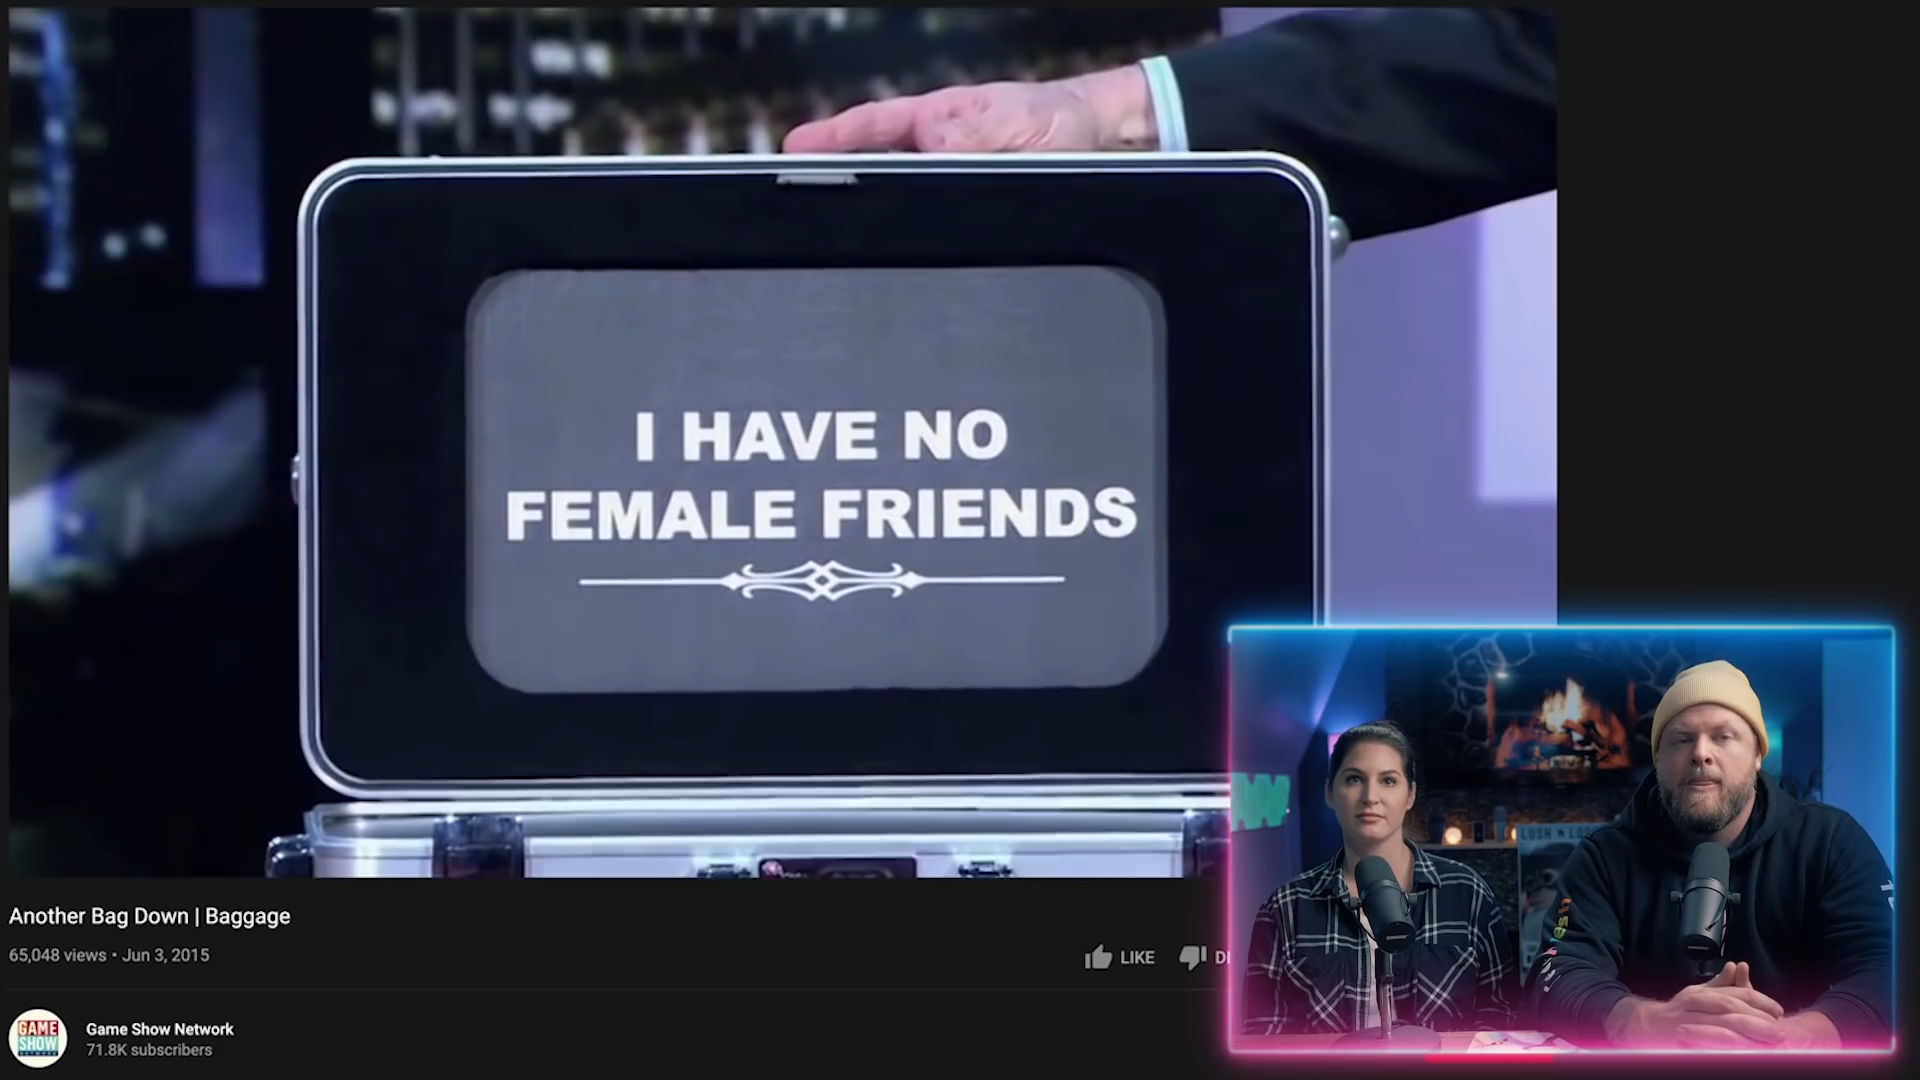 I HAVE NO
FEMALE FRIENDS
Another Bag Down | Baggage
65,048 views • Jun 3, 2015
LIKE
GAME
SHOW
NETWORK
Game Show Network
71.8K subscribers